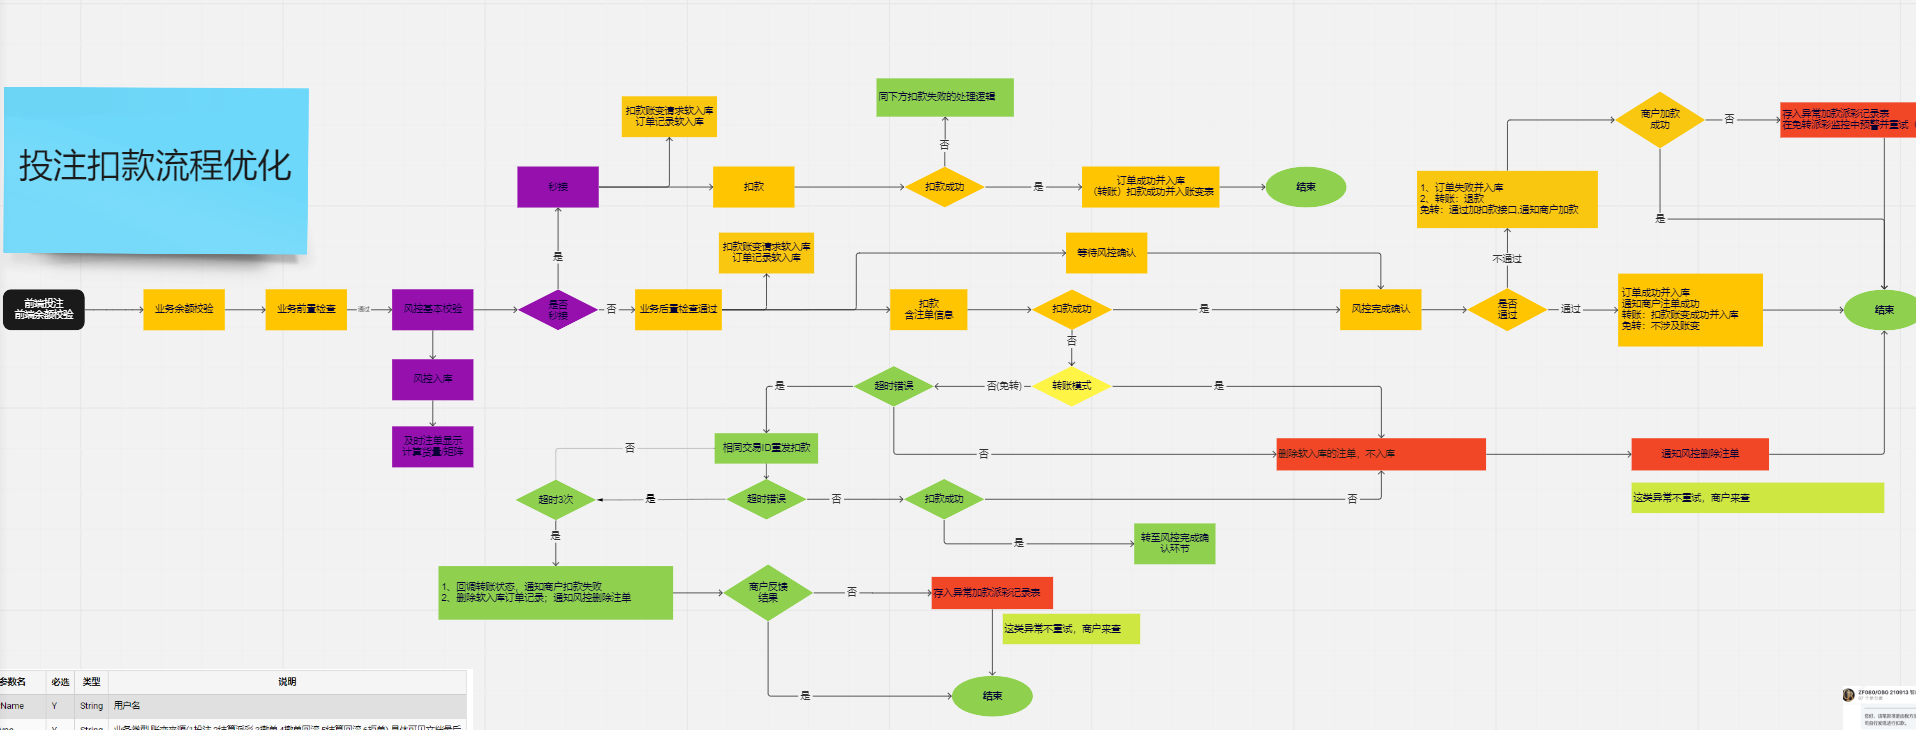 投注扣款流程优化
前端投注
前端余额校验
业务余额校验
业务前置检查
通过
风控基本校验
风控入库
及时注单显示
计算货量/矩阵
是否
秒接
是
秒接
扣款账变请求软入库
订单记录软入库
扣款
扣款成功
否
同下方扣款失败的处理逻辑
是
订单成功并入库
（转账）扣款成功并入账变表
结束
否
业务后置检查通过
扣款账变请求软入库
订单记录软入库
等待风控确认
扣款
含注单信息
扣款成功
是
风控完成确认
是否
通过
不通过
1、订单失败并入库
2、转账：退款
免转：通过加扣款接口,通知商户加款
商户加款
成功
否
存入异常加款派彩记录表
在免转派彩监控中预警并重试
是
通过
订单成功并入库
通知商户注单成功
转账：扣款账变成功并入库
免转：不涉及账变
结束
否
转账模式
是
否(免转)
超时错误
是
否
相同交易ID重发扣款
否
超时错误
是
超时3次
否
扣款成功
否
是
转至风控完成确
认环节
删除软入库的注单，不入库
通知风控删除注单
这类异常不重试，商户来查
是
1、回调转账状态，通知商户扣款失败
2、删除软入库订单记录；通知风控删除注单
商户反馈
结果
否
存入异常加款派彩记录表
这类异常不重试，商户来查
是
结束
参数名 必选 类型 说明
Name Y String 用户名